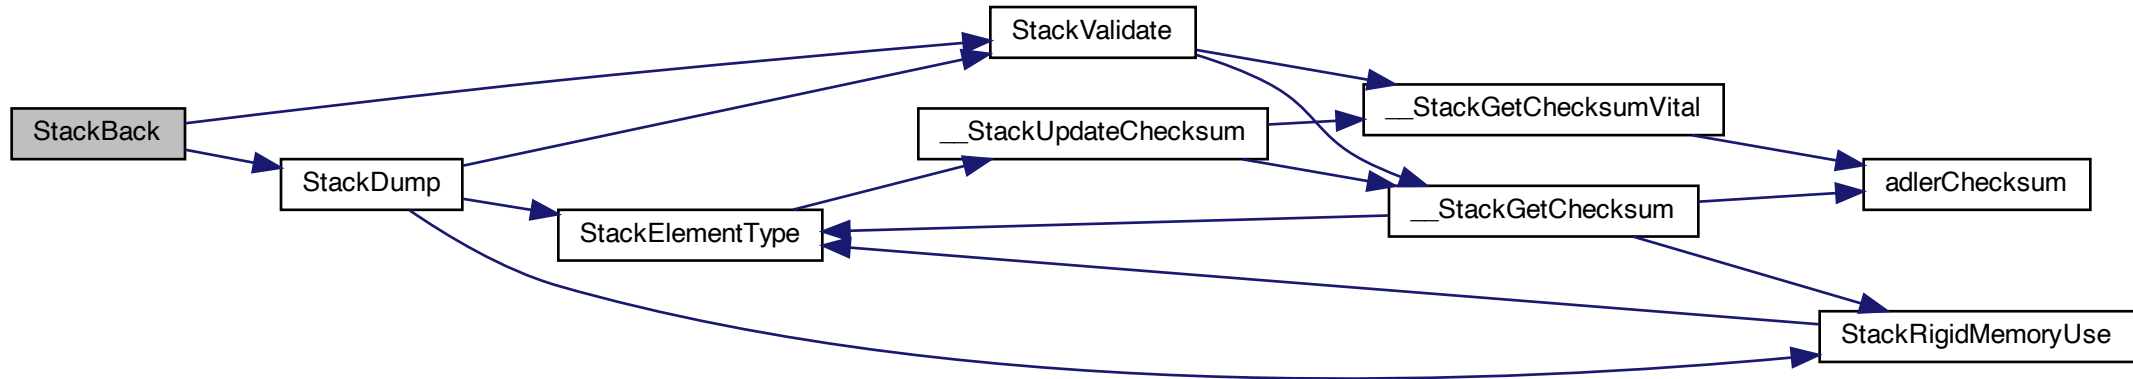 StackBack
StackDump
StackElementType
StackValidate
__StackUpdateChecksum
__StackGetChecksumVital
__StackGetChecksum
adlerChecksum
StackRigidMemoryUse